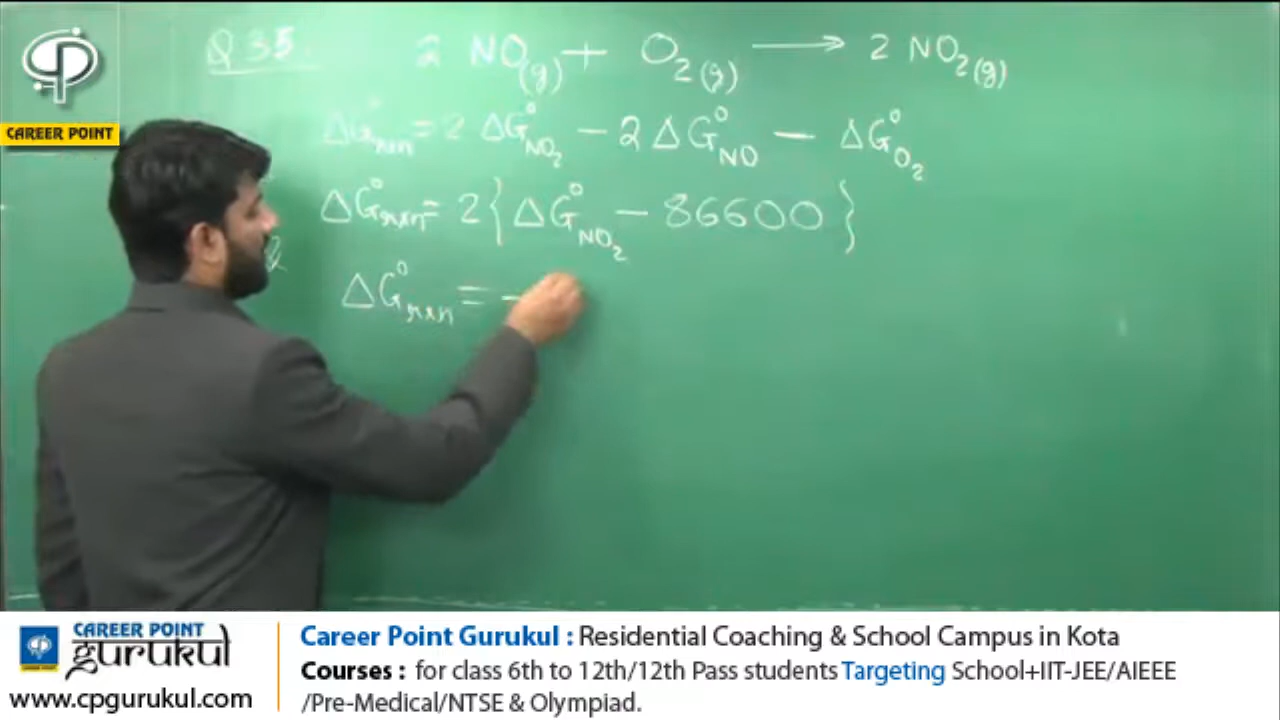 CAREER POINT
Q 35.
2 NO(g) + O2(g) ⟶ 2 NO2(g)
ΔG°rxn = 2 ΔG°NO2 − 2 ΔG°NO − ΔG°O2
ΔG°rxn = 2 { ΔG°NO2 − 86600 }
&
ΔG°rxn = −
CAREER POINT
gurukul
www.cpgurukul.com
Career Point Gurukul : Residential Coaching & School Campus in Kota
Courses : for class 6th to 12th/12th Pass students Targeting School+IIT-JEE/AIEEE
/Pre-Medical/NTSE & Olympiad.